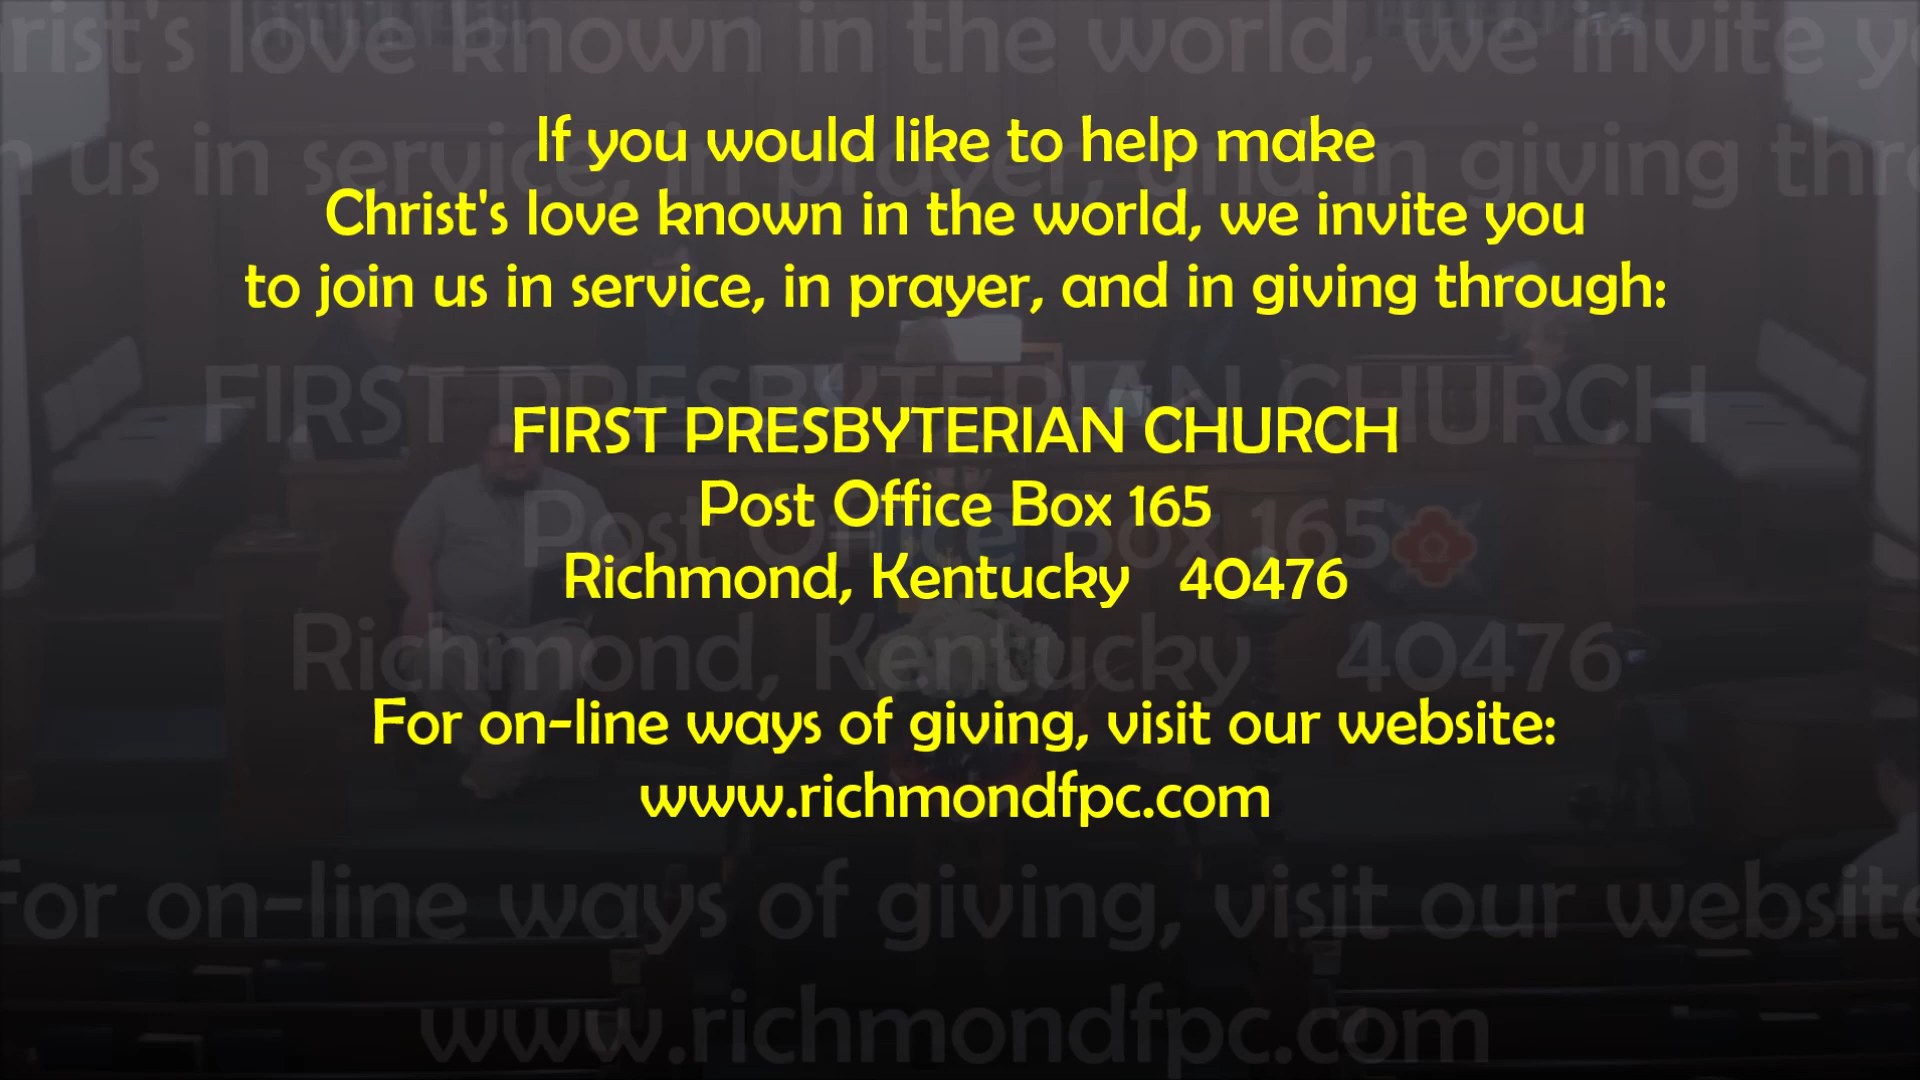 If you would like to help make
Christ's love known in the world, we invite you
to join us in service, in prayer, and in giving through:
FIRST PRESBYTERIAN CHURCH
Post Office Box 165
Richmond, Kentucky 40476
For on-line ways of giving, visit our website:
www.richmondfpc.com